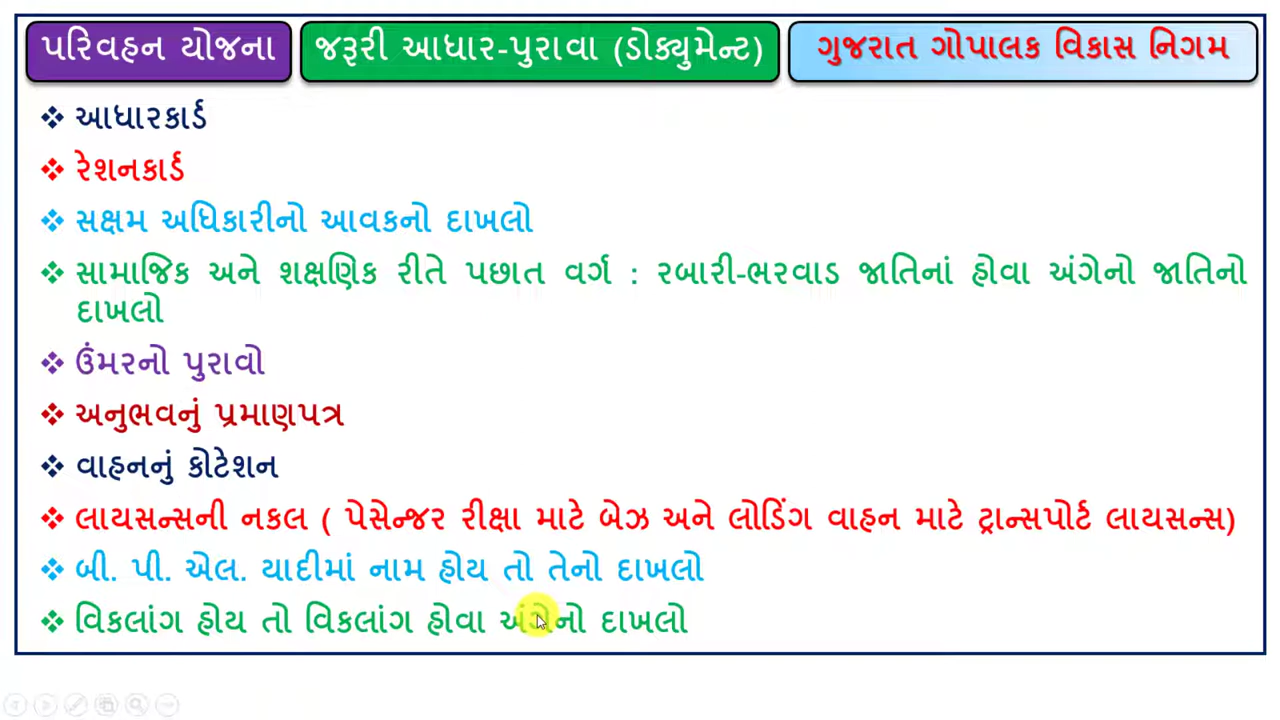 પરિવહન યોજના
જરૂરી આધાર-પુરાવા (ડોક્યુમેન્ટ)
ગુજરાત ગોપાલક વિકાસ નિગમ
❖ આધારકાર્ડ
❖ રેશનકાર્ડ
❖ સક્ષમ અધિકારીનો આવકનો દાખલો
❖ સામાજિક અને શક્ષણિક રીતે પછાત વર્ગ : રબારી-ભરવાડ જાતિનાં હોવા અંગેનો જાતિનો
દાખલો
❖ ઉંમરનો પુરાવો
❖ અનુભવનું પ્રમાણપત્ર
❖ વાહનનું કોટેશન
❖ લાયસન્સની નકલ ( પેસેન્જર રીક્ષા માટે બેઝ અને લોડિંગ વાહન માટે ટ્રાન્સપોર્ટ લાયસન્સ)
❖ બી. પી. એલ. યાદીમાં નામ હોય તો તેનો દાખલો
❖ વિકલાંગ હોય તો વિકલાંગ હોવા અંગેનો દાખલો